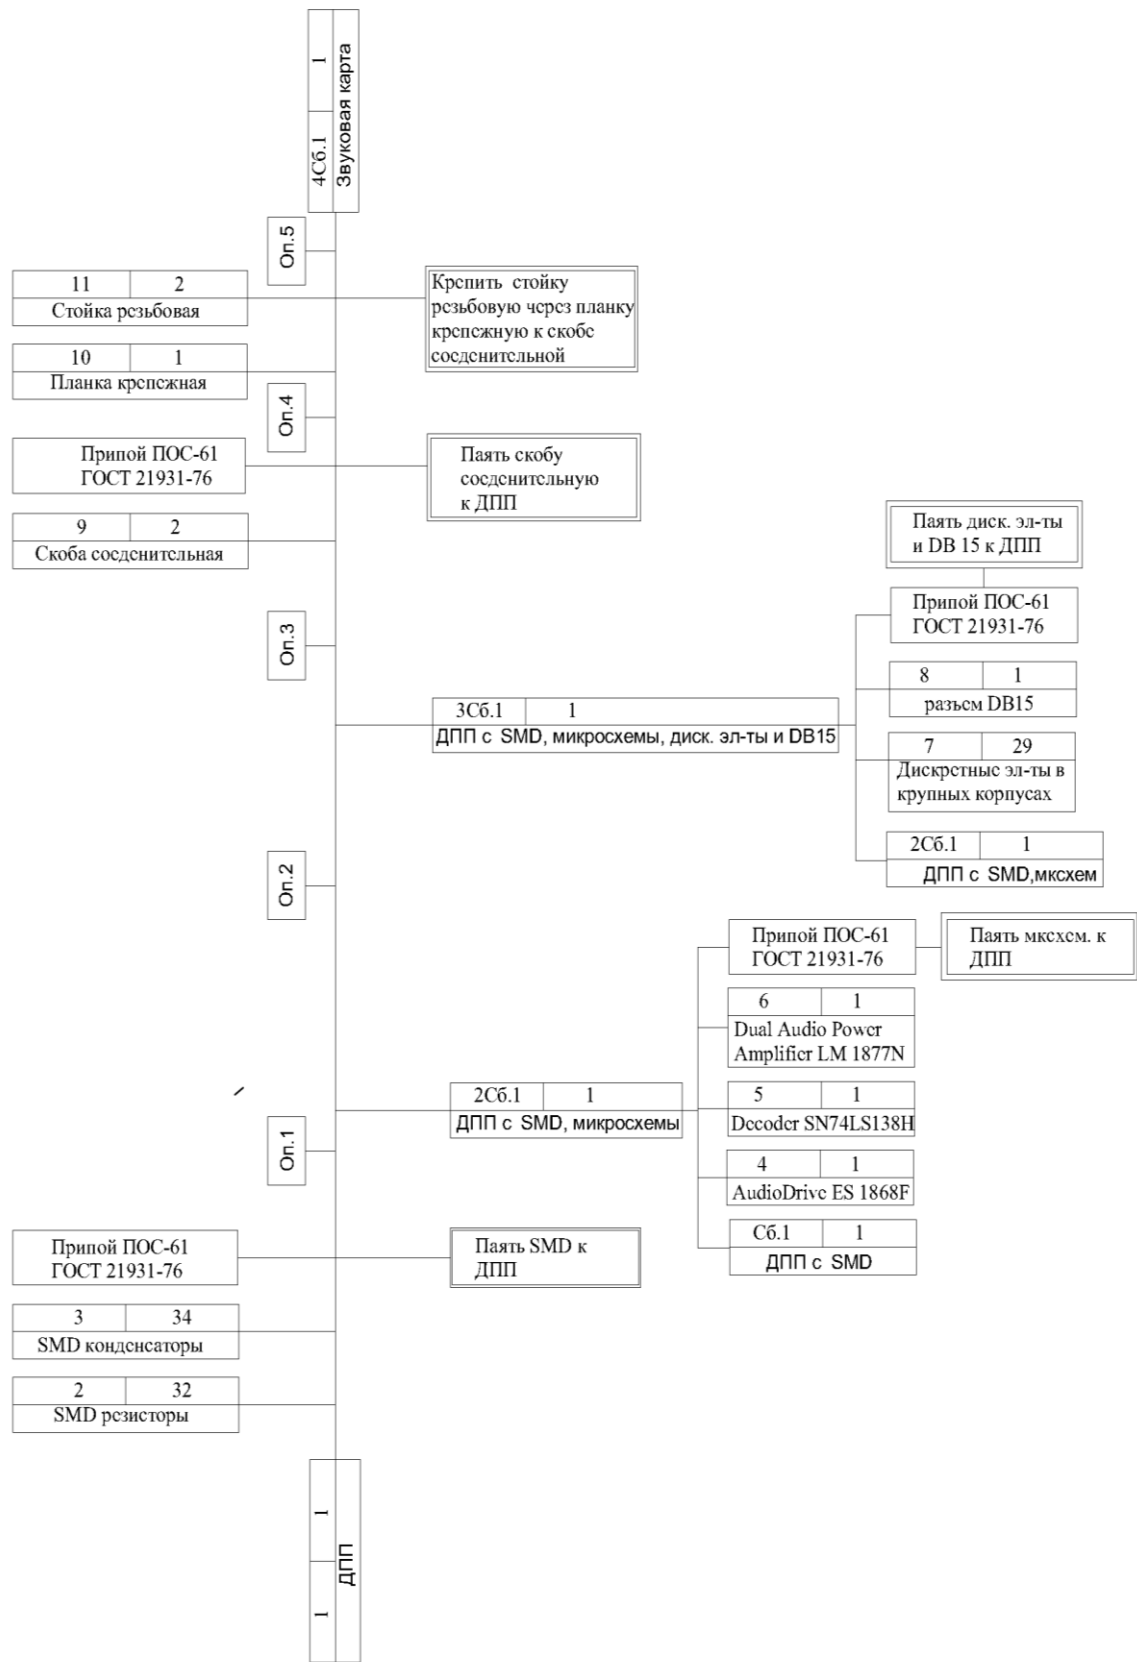 4Сб.1 1
Звуковая карта
Оп.5
11 2
Стойка резьбовая
Крепить стойку
резьбовую через планку
крепежную к скобе
соеденительной
10 1
Планка крепежная
Оп.4
Припой ПОС-61
ГОСТ 21931-76
Паять скобу
соеденительную
к ДПП
9 2
Скоба соеденительная
Паять диск. эл-ты
и DB 15 к ДПП
Припой ПОС-61
ГОСТ 21931-76
Оп.3
8 1
разъем DB15
3Сб.1 1
ДПП с SMD, микросхемы, диск. эл-ты и DB15
7 29
Дискретные эл-ты в
крупных корпусах
2Сб.1 1
ДПП с SMD,мксхем
Оп.2
Припой ПОС-61
ГОСТ 21931-76
Паять мксхем. к
ДПП
6 1
Dual Audio Power
Amplifier LM 1877N
2Сб.1 1
ДПП с SMD, микросхемы
5 1
Decoder SN74LS138H
Оп.1
4 1
AudioDrive ES 1868F
Сб.1 1
ДПП с SMD
Припой ПОС-61
ГОСТ 21931-76
Паять SMD к
ДПП
3 34
SMD конденсаторы
2 32
SMD резисторы
1 1
ДПП